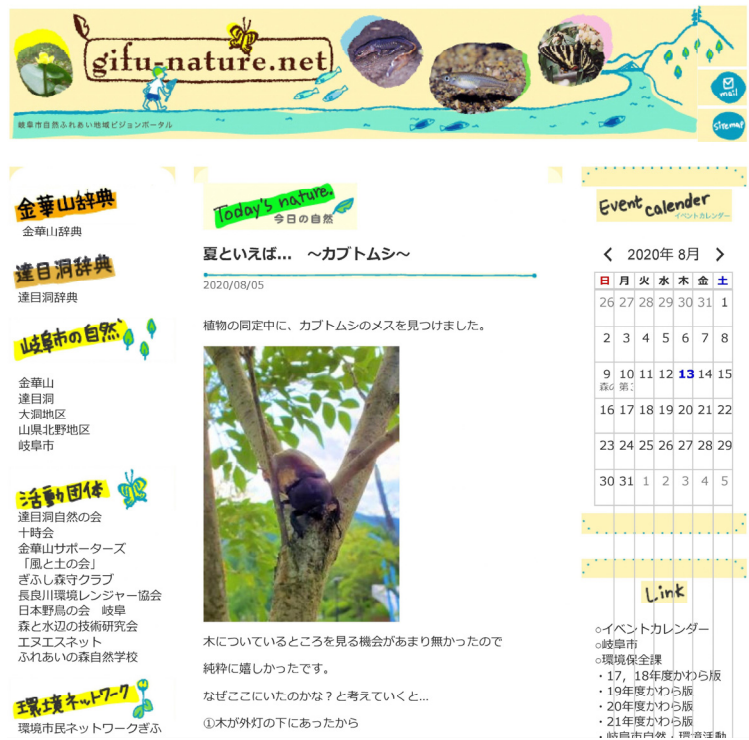 gifu-nature.net
岐阜市自然ふれあい地域ビジョンポータル
mail
sitemap
金華山辞典
金華山辞典
達目洞辞典
達目洞辞典
岐阜市の自然
金華山
達目洞
大洞地区
山県北野地区
岐阜市
活動団体
達目洞自然の会
十時会
金華山サポーターズ
「風と土の会」
ぎふし森守クラブ
長良川環境レンジャー協会
日本野鳥の会　岐阜
森と水辺の技術研究会
エヌエスネット
ふれあいの森自然学校
環境ネットワーク
環境市民ネットワークぎふ
Today's nature.
今日の自然
夏といえば…　～カブトムシ～
2020/08/05
植物の同定中に、カブトムシのメスを見つけました。
木についているところを見る機会があまり無かったので
純粋に嬉しかったです。
なぜここにいたのかな？と考えていくと…
①木が外灯の下にあったから
Event calender
イベントカレンダー
2020年 8月
日 月 火 水 木 金 土
26 27 28 29 30 31 1
2 3 4 5 6 7 8
9 10 11 12 13 14 15
森の 第
16 17 18 19 20 21 22
23 24 25 26 27 28 29
30 31 1 2 3 4 5
Link
○イベントカレンダー
○岐阜市
○環境保全課
・17，18年度かわら版
・19年度かわら版
・20年度かわら版
・21年度かわら版
・岐阜市自然・環境活動